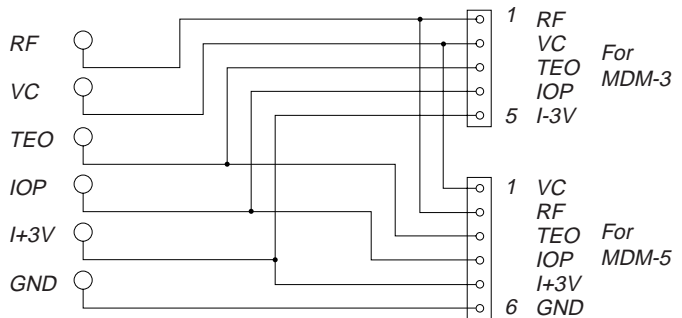 RF
VC
TEO
IOP
I+3V
GND
1 RF
VC
TEO
IOP
5 I-3V
For
MDM-3
1 VC
RF
TEO
IOP
I+3V
6 GND
For
MDM-5